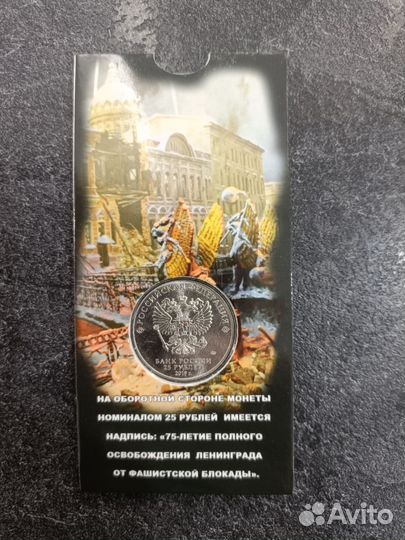 РОССИЙСКАЯ ФЕДЕРАЦИЯ
БАНК РОССИИ
25 РУБЛЕЙ
2019 г.
НА ОБОРОТНОЙ СТОРОНЕ МОНЕТЫ
НОМИНАЛОМ 25 РУБЛЕЙ ИМЕЕТСЯ
НАДПИСЬ: «75-ЛЕТИЕ ПОЛНОГО
ОСВОБОЖДЕНИЯ ЛЕНИНГРАДА
ОТ ФАШИСТСКОЙ БЛОКАДЫ».
Avito